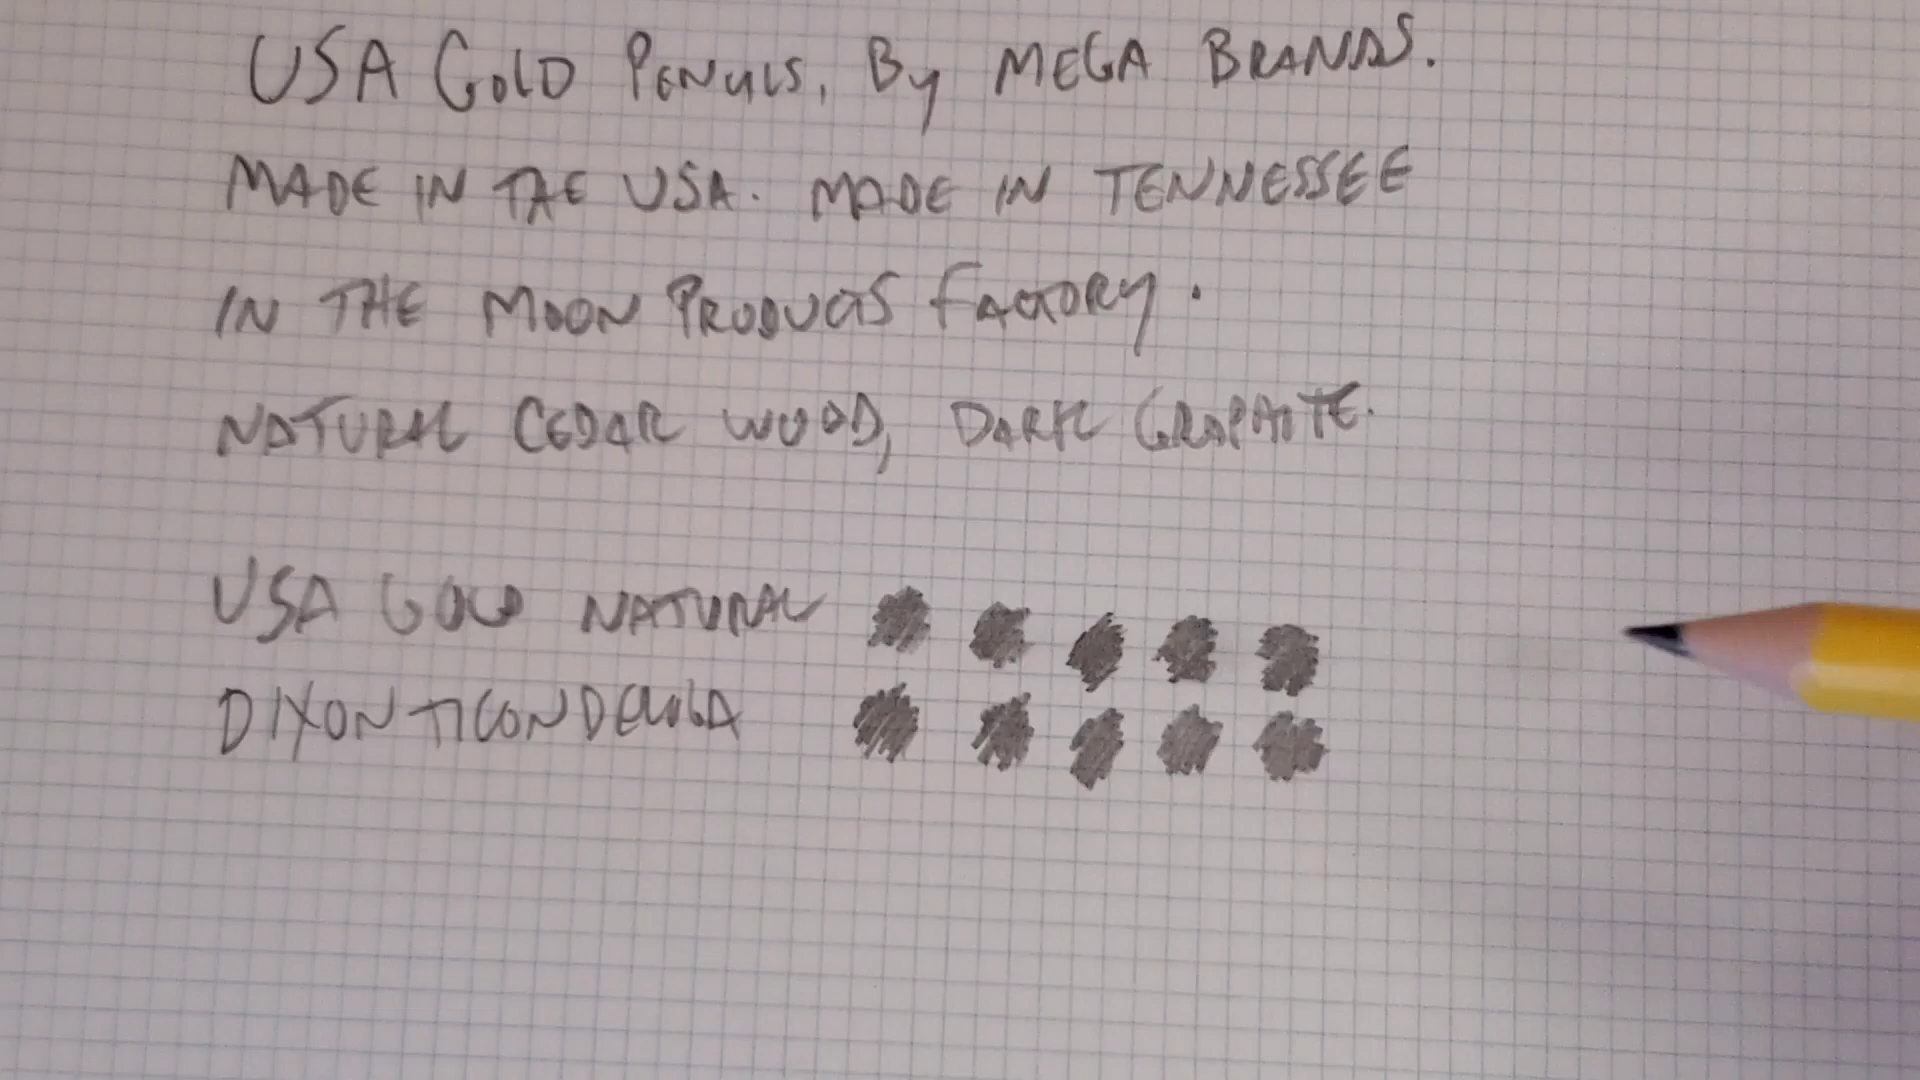 USA GOLD PENCILS, BY MEGA BRANDS.
MADE IN THE USA. MADE IN TENNESSEE
IN THE MOON PRODUCTS FACTORY.
NATURAL CEDAR WOOD, DARK GRAPHITE.
USA GOLD NATURAL
DIXON TICONDEROGA